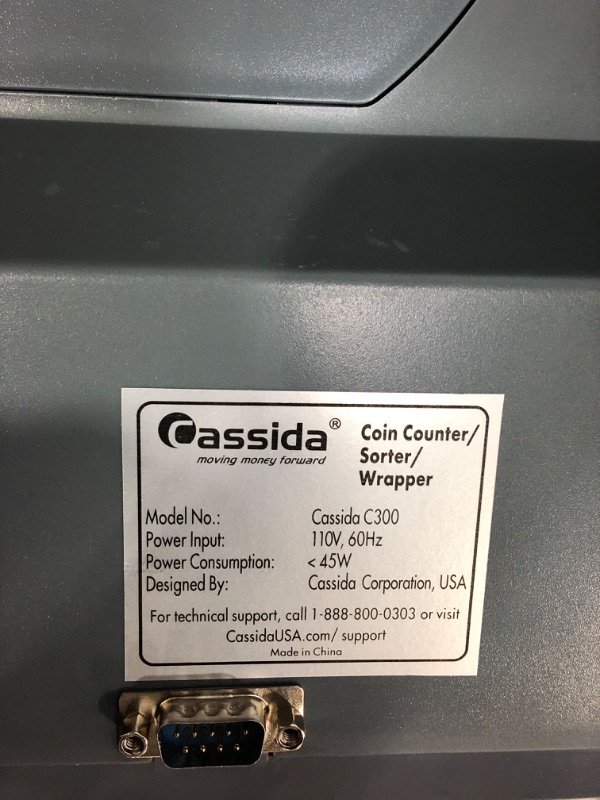 Cassida®
moving money forward
Coin Counter/
Sorter/
Wrapper
Model No.: Cassida C300
Power Input: 110V, 60Hz
Power Consumption: < 45W
Designed By: Cassida Corporation, USA
For technical support, call 1-888-800-0303 or visit
CassidaUSA.com/ support
Made in China